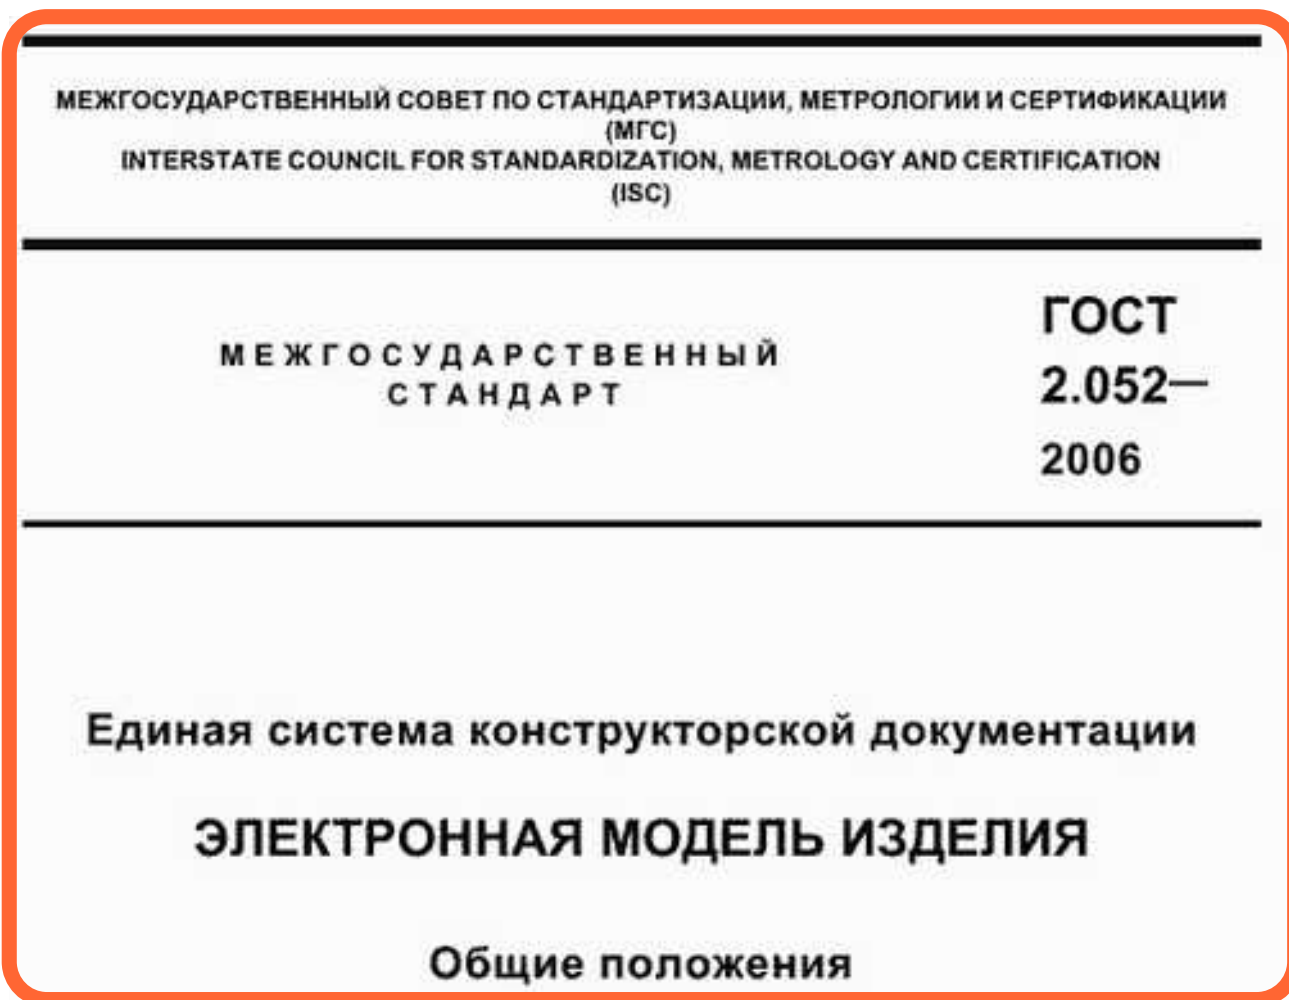 МЕЖГОСУДАРСТВЕННЫЙ СОВЕТ ПО СТАНДАРТИЗАЦИИ, МЕТРОЛОГИИ И СЕРТИФИКАЦИИ
(МГС)
INTERSTATE COUNCIL FOR STANDARDIZATION, METROLOGY AND CERTIFICATION
(ISC)
МЕЖГОСУДАРСТВЕННЫЙ
СТАНДАРТ
ГОСТ
2.052—
2006
Единая система конструкторской документации
ЭЛЕКТРОННАЯ МОДЕЛЬ ИЗДЕЛИЯ
Общие положения